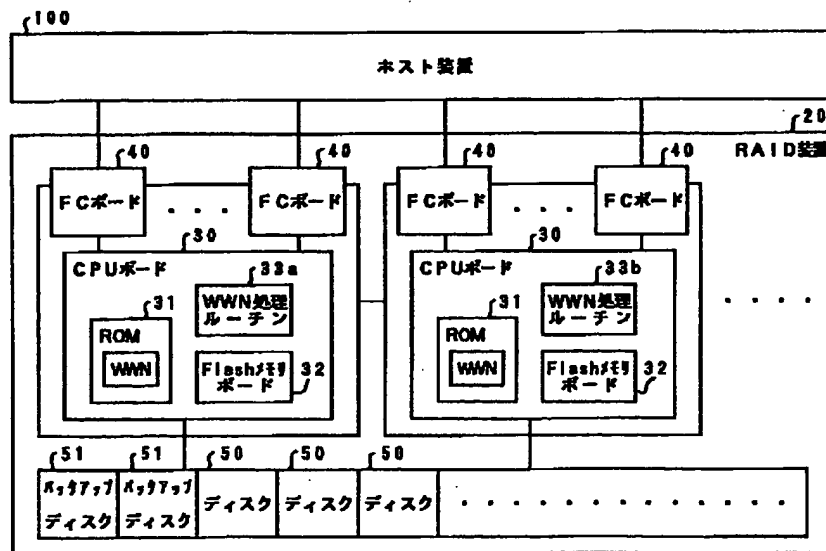 100
ホスト装置
20
RAID装置
40 40 40 40
FCボード ・・・ FCボード FCボード ・・・ FCボード
30 30
CPUボード CPUボード
33a 33b
WWN処理 WWN処理
ルーチン ルーチン
31 31
ROM ROM
WWN WWN
Flashメモリ 32 Flashメモリ 32
ボード ボード
・・・・
51 51 50 50 50
バックアップ バックアップ
ディスク ディスク ディスク ディスク ディスク ・・・・・・・・・・・・